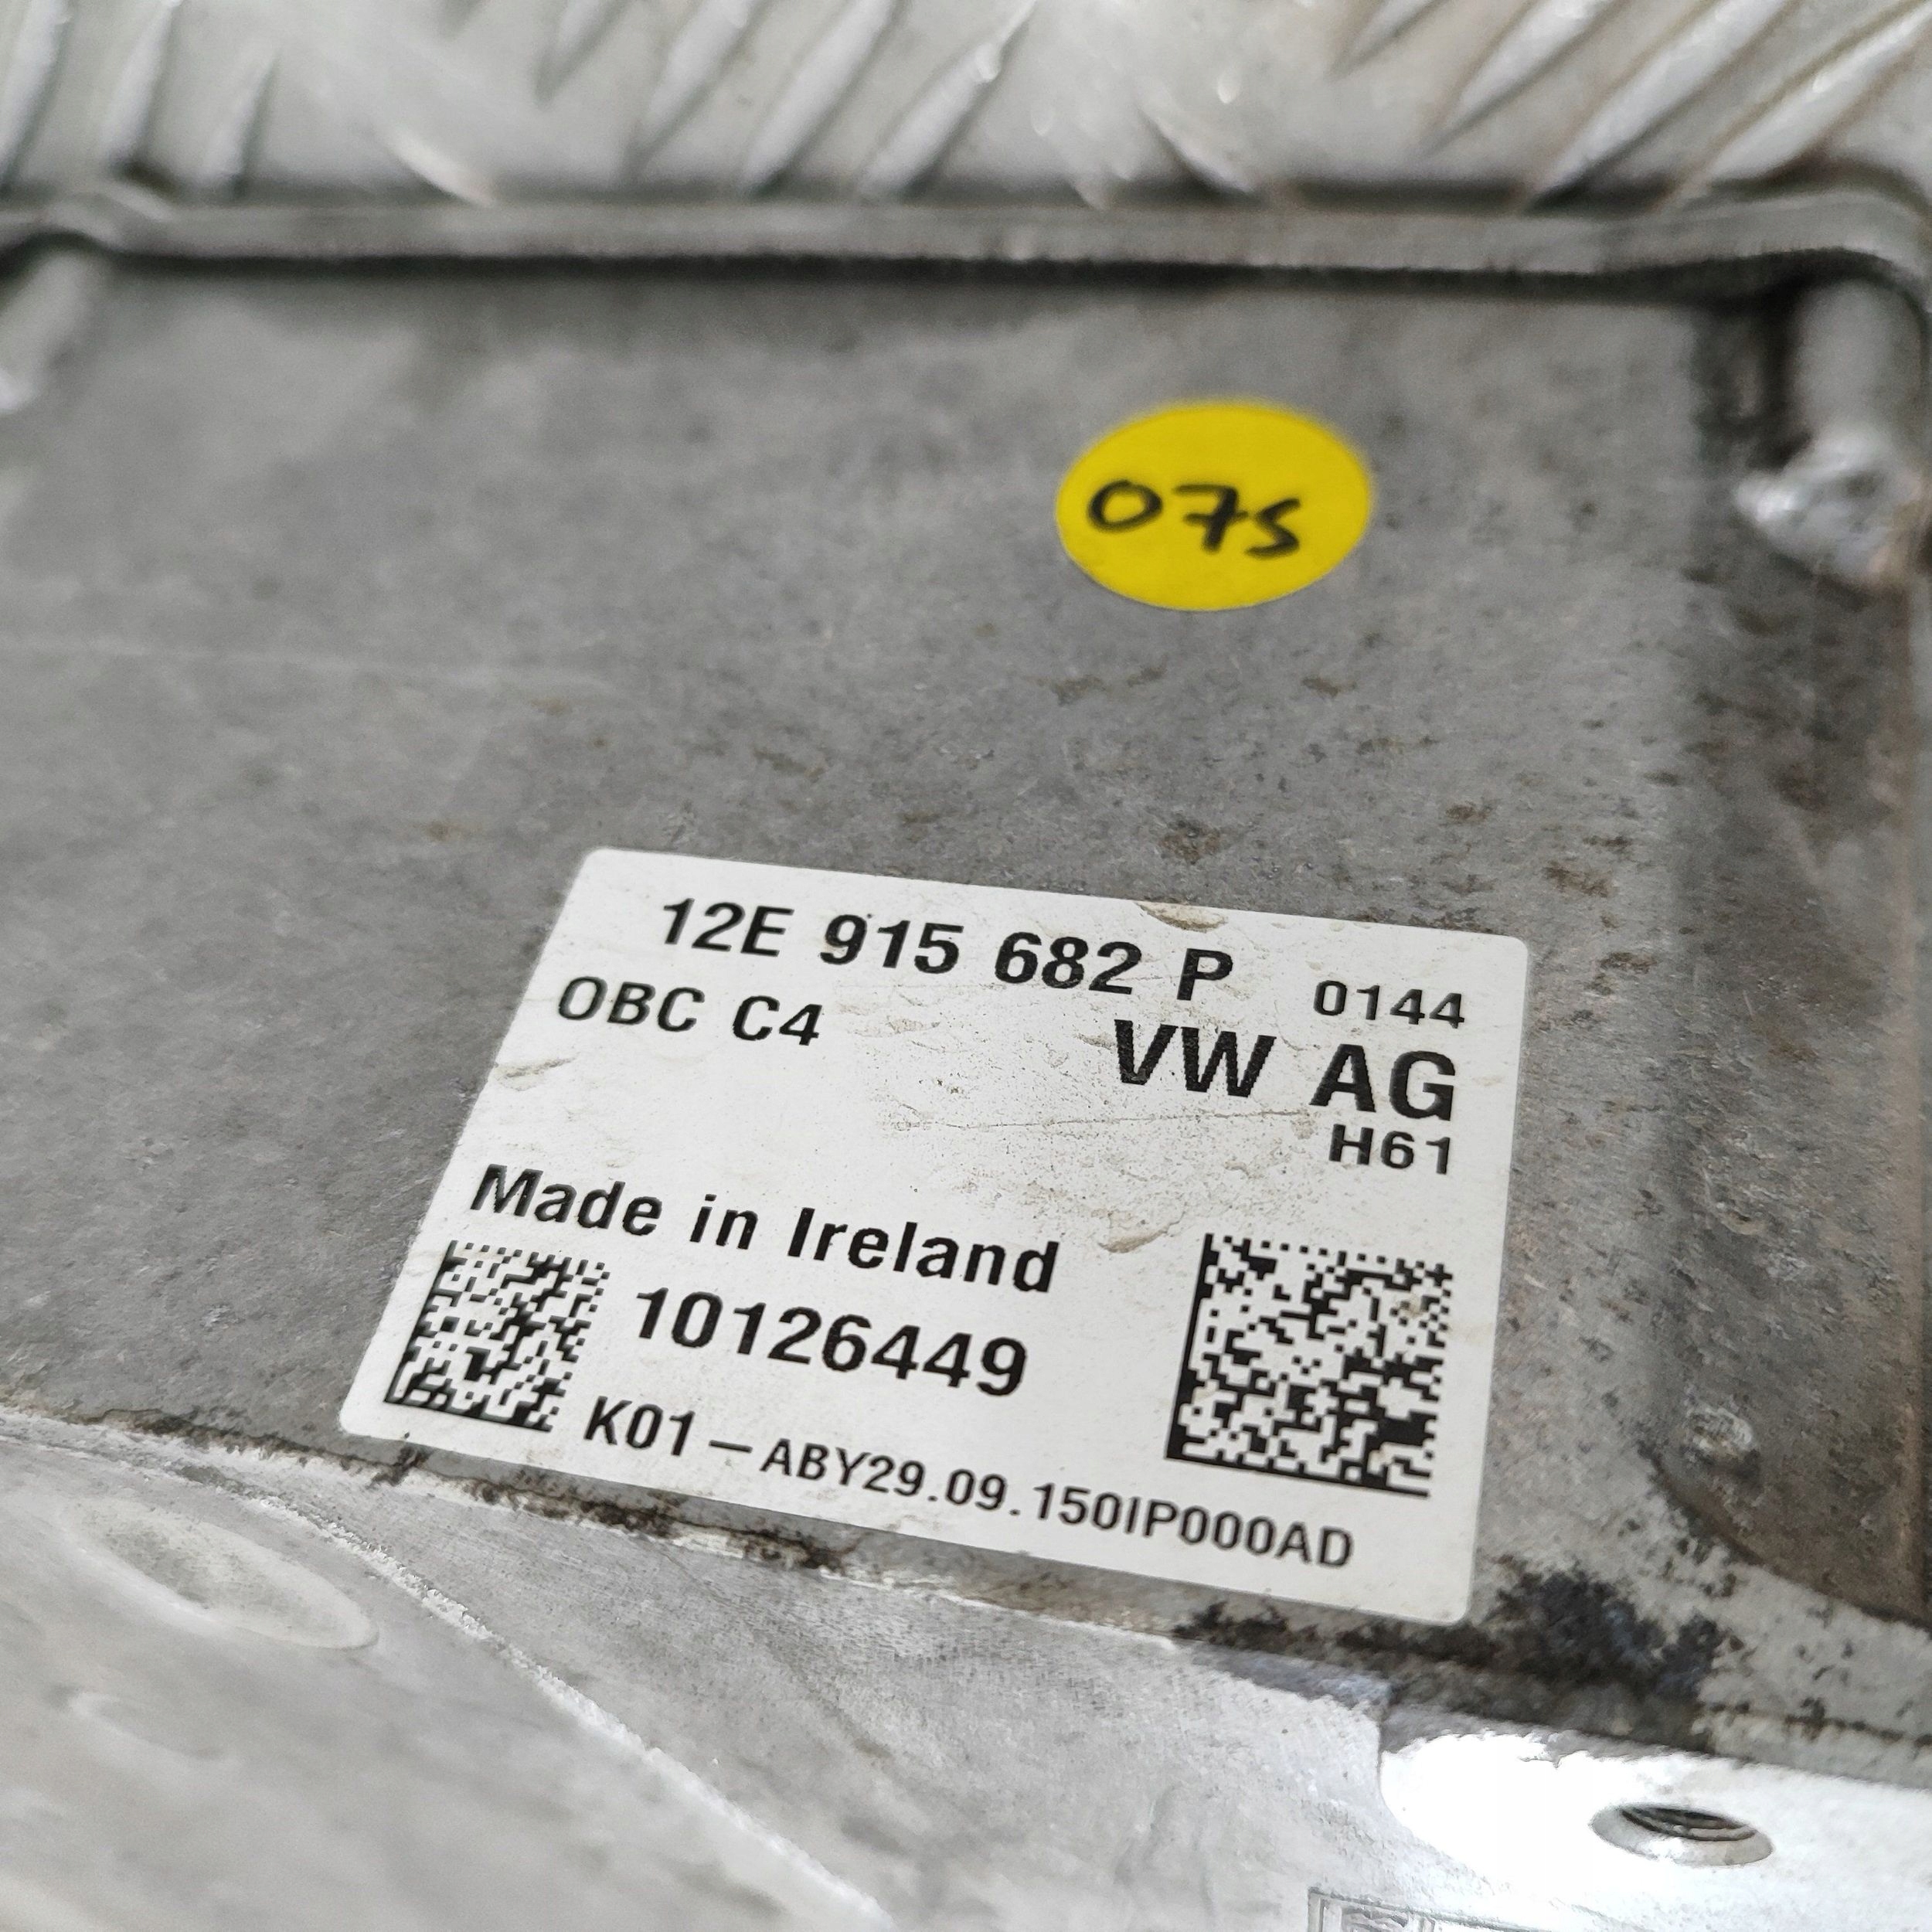 07S
12E 915 682 P 0144
OBC C4 VW AG
H61
Made in Ireland
10126449
K01 – ABY29.09.150IP000AD